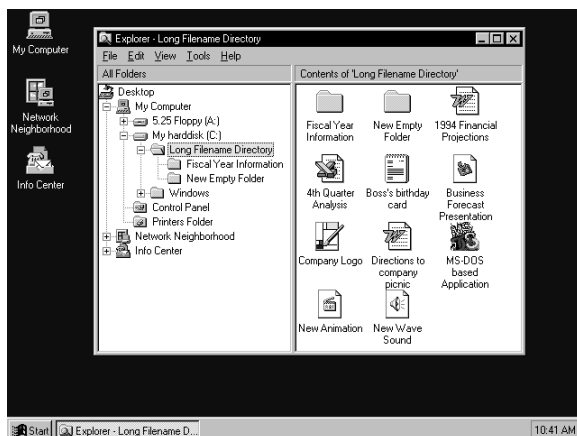 My Computer
Network
Neighborhood
Info Center
Explorer - Long Filename Directory
File Edit View Tools Help
All Folders
Contents of 'Long Filename Directory'
Desktop
My Computer
5.25 Floppy (A:)
My harddisk (C:)
Long Filename Directory
Fiscal Year Information
New Empty Folder
Windows
Control Panel
Printers Folder
Network Neighborhood
Info Center
Fiscal Year
Information
New Empty
Folder
1994 Financial
Projections
4th Quarter
Analysis
Boss's birthday
card
Business
Forecast
Presentation
Company Logo
Directions to
company
picnic
MS-DOS
based
Application
New Animation
New Wave
Sound
Start
Explorer - Long Filename D...
10:41 AM